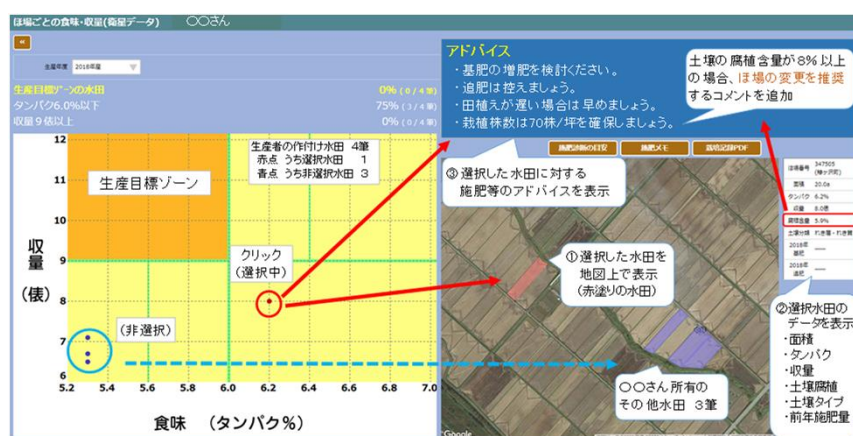 ほ場ごとの食味・収量(衛星データ) 〇〇さん
«
生産年度 2018年産
生産目標ゾーンの水田 0% ( 0 / 4 筆)
タンパク6.0%以下 75% ( 3 / 4 筆)
収量９俵以上 0% ( 0 / 4 筆)
アドバイス
・基肥の増肥を検討ください。
・追肥は控えましょう。
・田植えが遅い場合は早めましょう。
・栽植株数は70株/坪を確保しましょう。
土壌の腐植含量が8%以上
の場合、ほ場の変更を推奨
するコメントを追加
施肥診断の目安
施肥メモ
栽培記録PDF
12
11
10
9
8
7
6
収量
(俵)
生産目標ゾーン
生産者の作付け水田 4筆
赤点 うち選択水田 1
青点 うち非選択水田 3
クリック
(選択中)
(非選択)
5.2 5.4 5.6 5.8 6.0 6.2 6.4 6.6 6.8 7.0
食味 (タンパク%)
③選択した水田に対する
施肥等のアドバイスを表示
①選択した水田を
地図上で表示
(赤塗りの水田)
〇〇さん所有の
その他水田 3筆
Google
ほ場番号 347505
面積 20.0a
タンパク 6.2%
収量 8.0俵
腐植含量 5.9%
土壌分類
2018年
基肥 ―
2018年
追肥 ―
②選択水田の
データを表示
・面積
・タンパク
・収量
・土壌腐植
・土壌タイプ
・前年施肥量